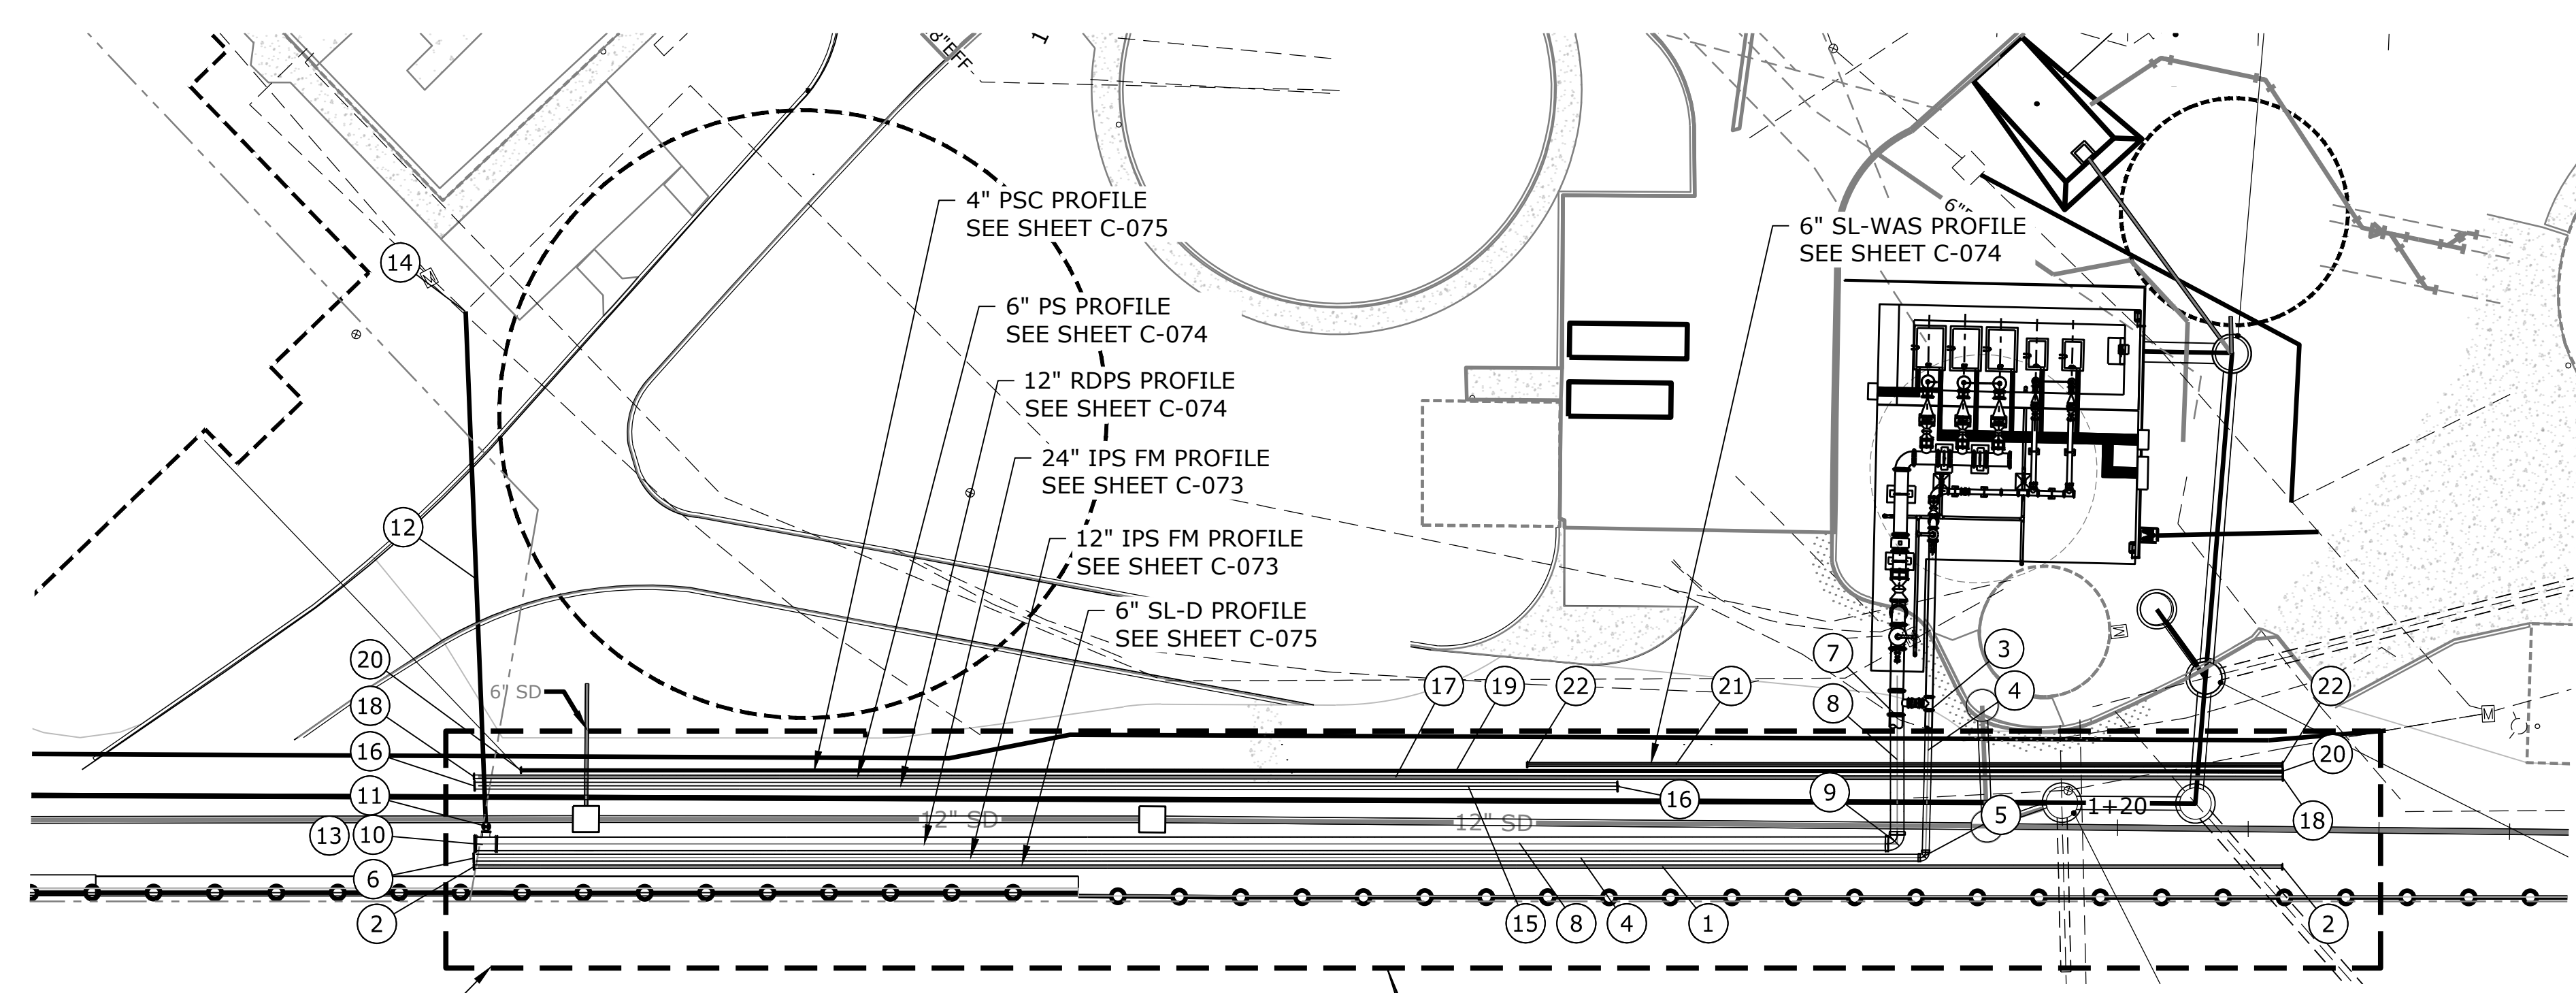 8"EFF
1
4" PSC PROFILE
SEE SHEET C-075
6" PS PROFILE
SEE SHEET C-074
12" RDPS PROFILE
SEE SHEET C-074
24" IPS FM PROFILE
SEE SHEET C-073
12" IPS FM PROFILE
SEE SHEET C-073
6" SL-D PROFILE
SEE SHEET C-075
6" SL-WAS PROFILE
SEE SHEET C-074
14
M
12
20
6" SD
18
16
11
13
10
6
2
17
19
22
21
7
8
3
4
M
22
M
20
16
9
5
1+20
18
12" SD
12" SD
15
8
4
1
2